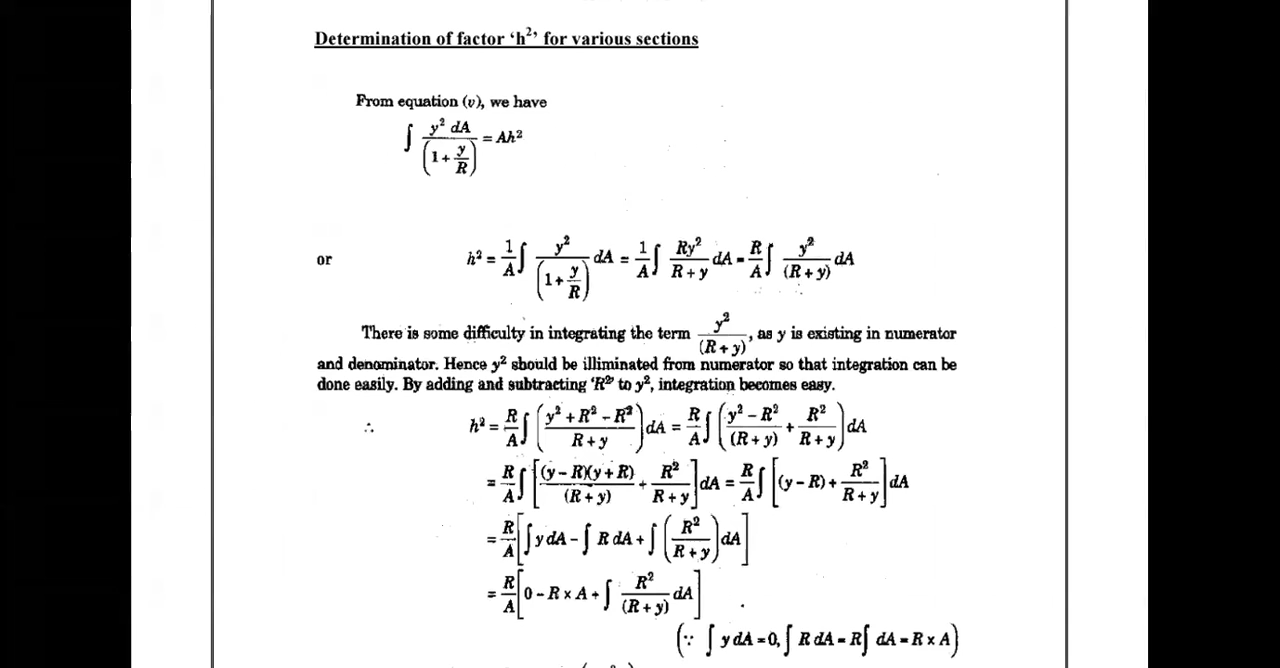 Determination of factor ‘h²’ for various sections
From equation (v), we have
∫ y² dA / (1 + y/R) = Ah²
or h² = 1/A ∫ y² / (1 + y/R) dA = 1/A ∫ Ry² / R + y dA = R/A ∫ y² / (R + y) dA
There is some difficulty in integrating the term y² / (R + y), as y is existing in numerator
and denominator. Hence y² should be illiminated from numerator so that integration can be
done easily. By adding and subtracting ‘R²’ to y², integration becomes easy.
∴ h² = R/A ∫ (y² + R² – R² / R + y) dA = R/A ∫ (y² – R² / (R + y) + R² / R + y) dA
= R/A ∫ [(y – R)(y + R) / (R + y) + R² / R + y] dA = R/A ∫ [(y – R) + R² / R + y] dA
= R/A [∫ y dA – ∫ R dA + ∫ (R² / R + y) dA]
= R/A [0 – R × A + ∫ R² / (R + y) dA]
(∵ ∫ y dA = 0, ∫ R dA = R ∫ dA = R × A)